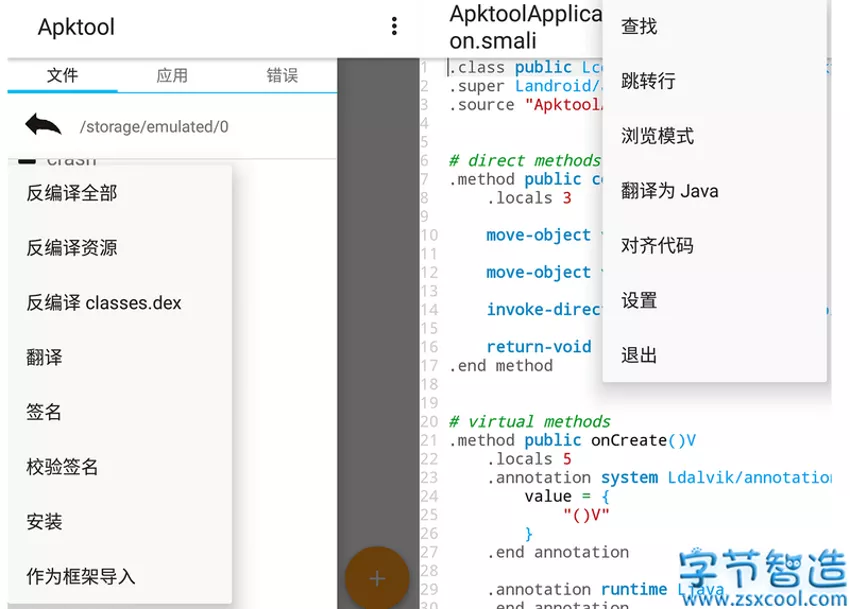 Apktool
文件
应用
错误
/storage/emulated/0
crash
反编译全部
反编译资源
反编译 classes.dex
翻译
签名
校验签名
安装
作为框架导入
ApktoolApplica
on.smali
查找
跳转行
浏览模式
翻译为 Java
对齐代码
设置
退出
1 .class public Lco
2 .super Landroid/
3 .source "Apktool
4
5
6 # direct methods
7 .method public co
8 .locals 3
9
10 move-object
11
12 move-object
13
14 invoke-direc
15
16 return-void
17 .end method
18
19
20 # virtual methods
21 .method public onCreate()V
22 .locals 5
23 .annotation system Ldalvik/annotation
24 value = {
25 "()V"
26 }
27 .end annotation
28
29 .annotation runtime Ljava
30 .end annotation
字节智造
www.zsxcool.com